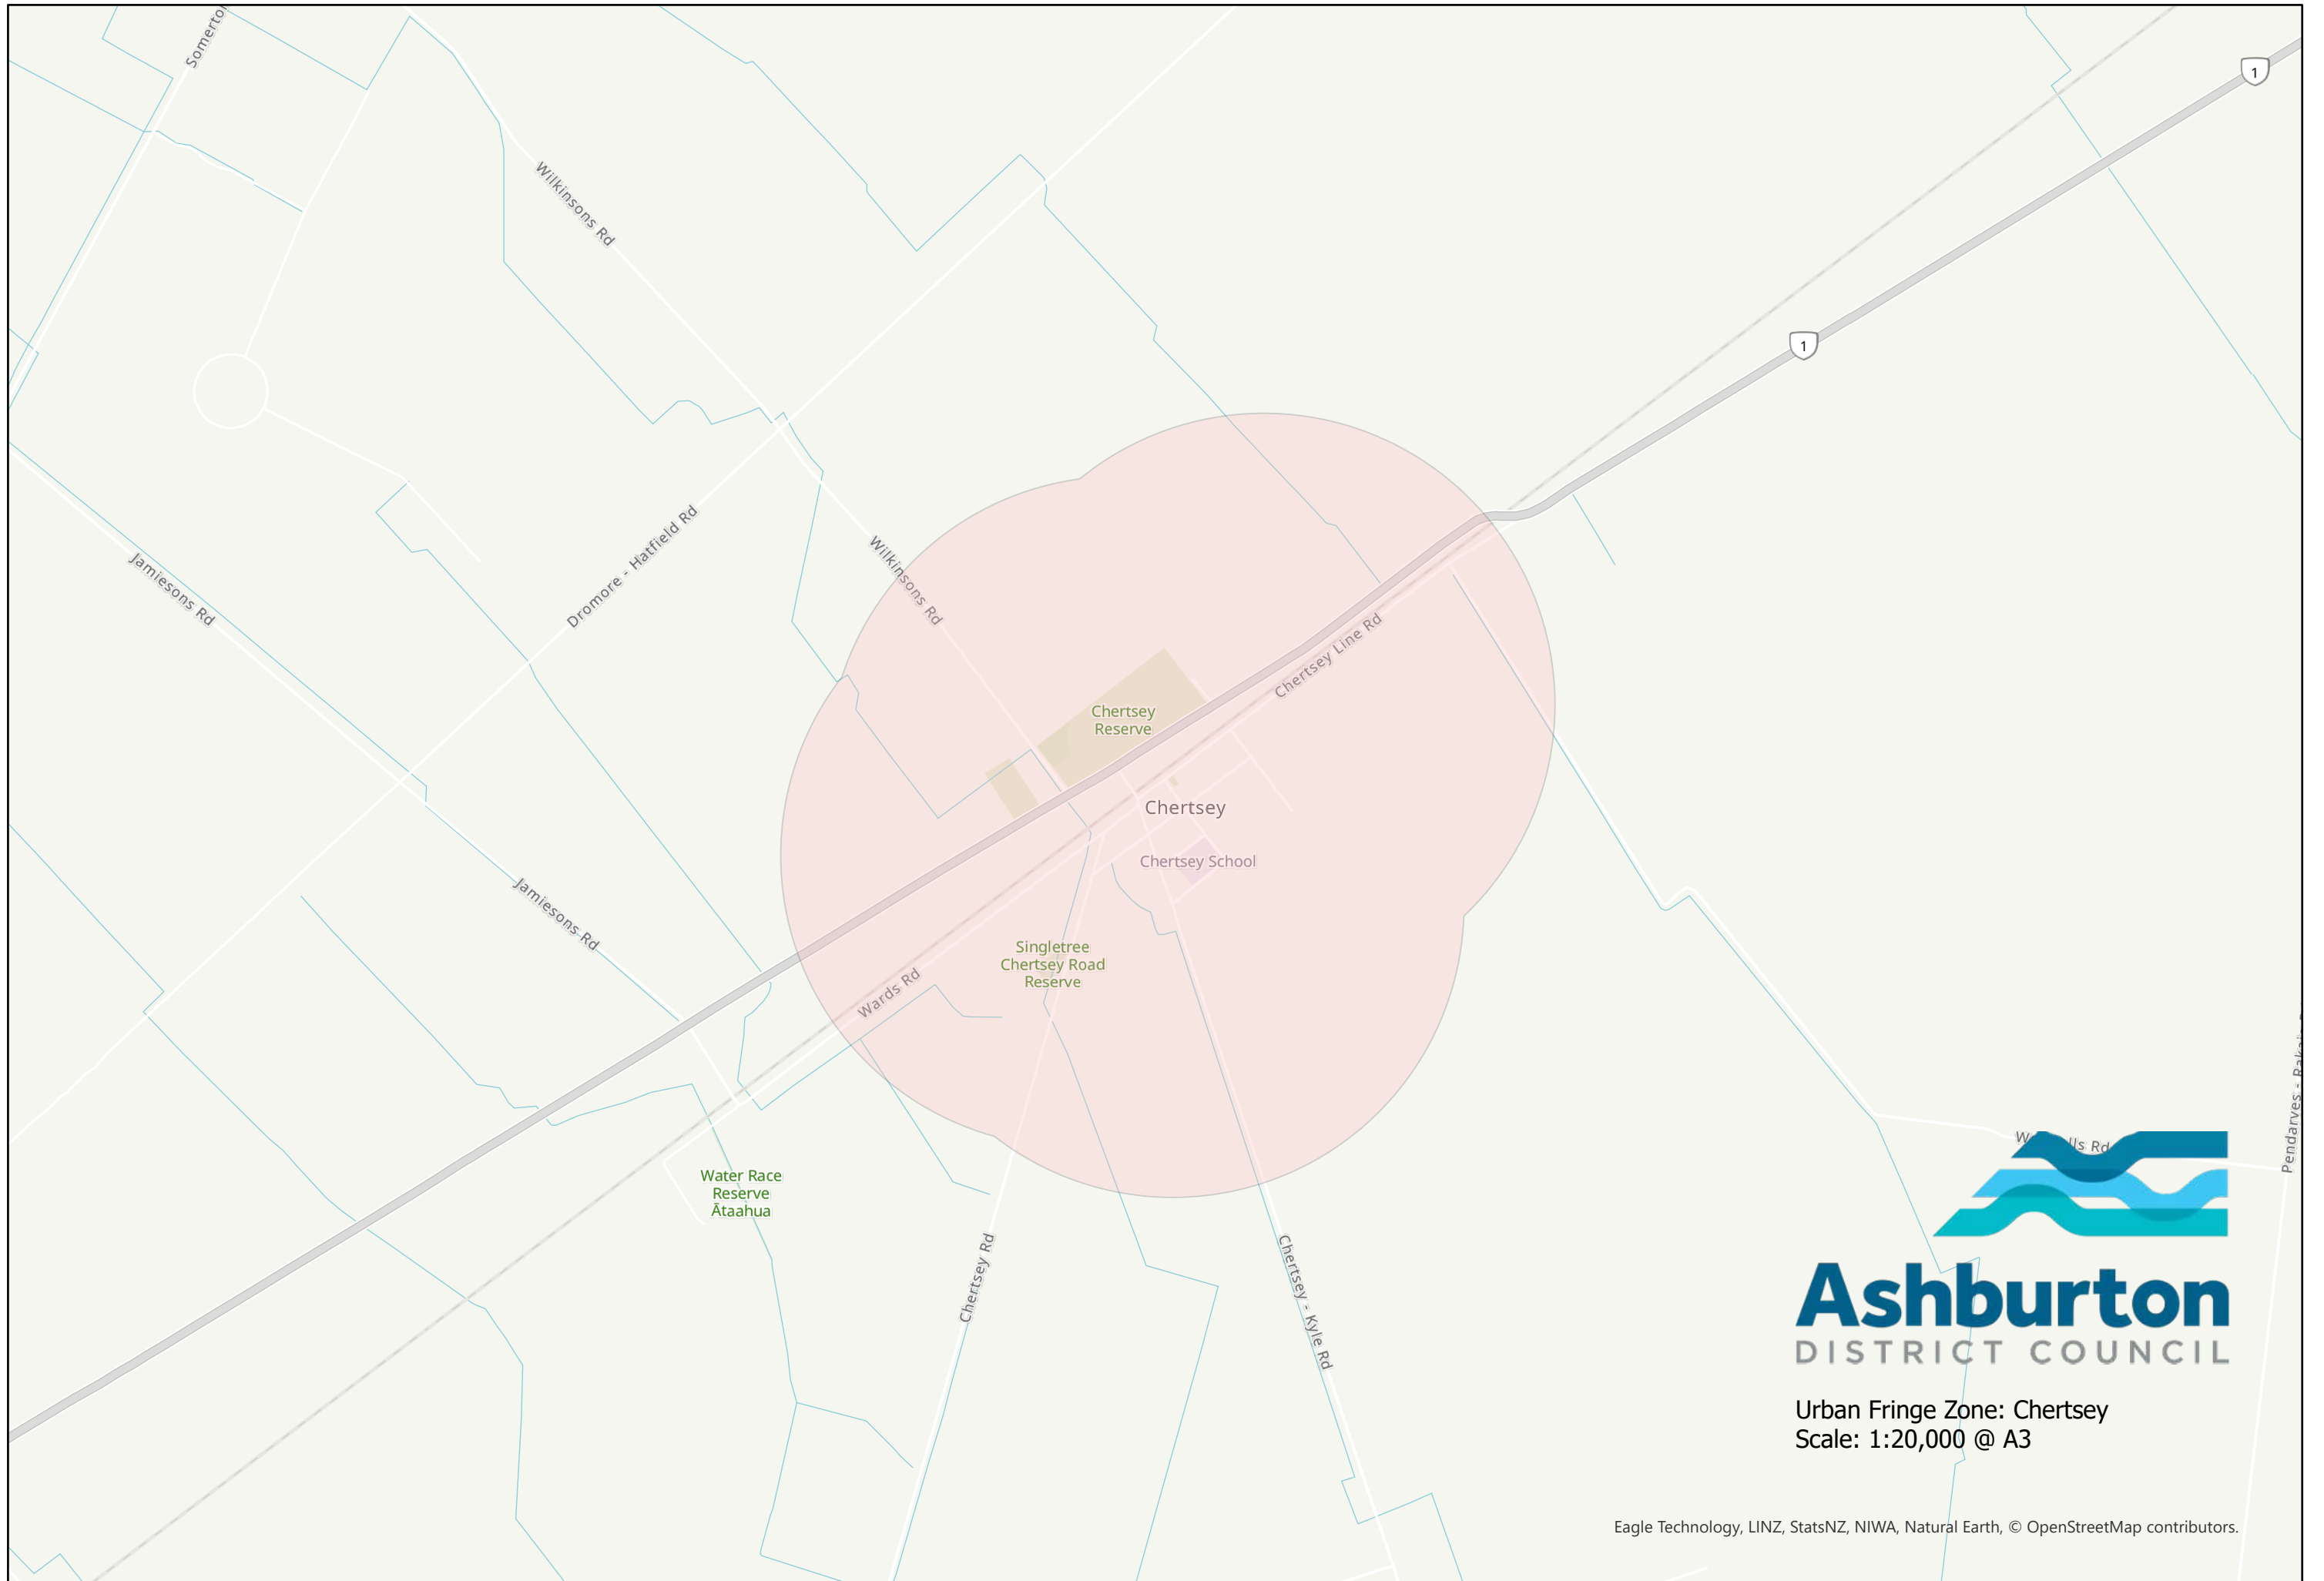 Somerton
1
Wilkinsons Rd
1
Dromore - Hatfield Rd
Wilkinsons Rd
Jamiesons Rd
Chertsey Line Rd
Chertsey
Reserve
Chertsey
Chertsey School
Jamiesons Rd
Singletree
Chertsey Road
Reserve
Wards Rd
Pendarves - Rakaia
Water Race
Reserve
Ātaahua
Chertsey Rd
Chertsey - Kyle Rd
Ashburton
DISTRICT COUNCIL
Urban Fringe Zone: Chertsey
Scale: 1:20,000 @ A3
Eagle Technology, LINZ, StatsNZ, NIWA, Natural Earth, © OpenStreetMap contributors.